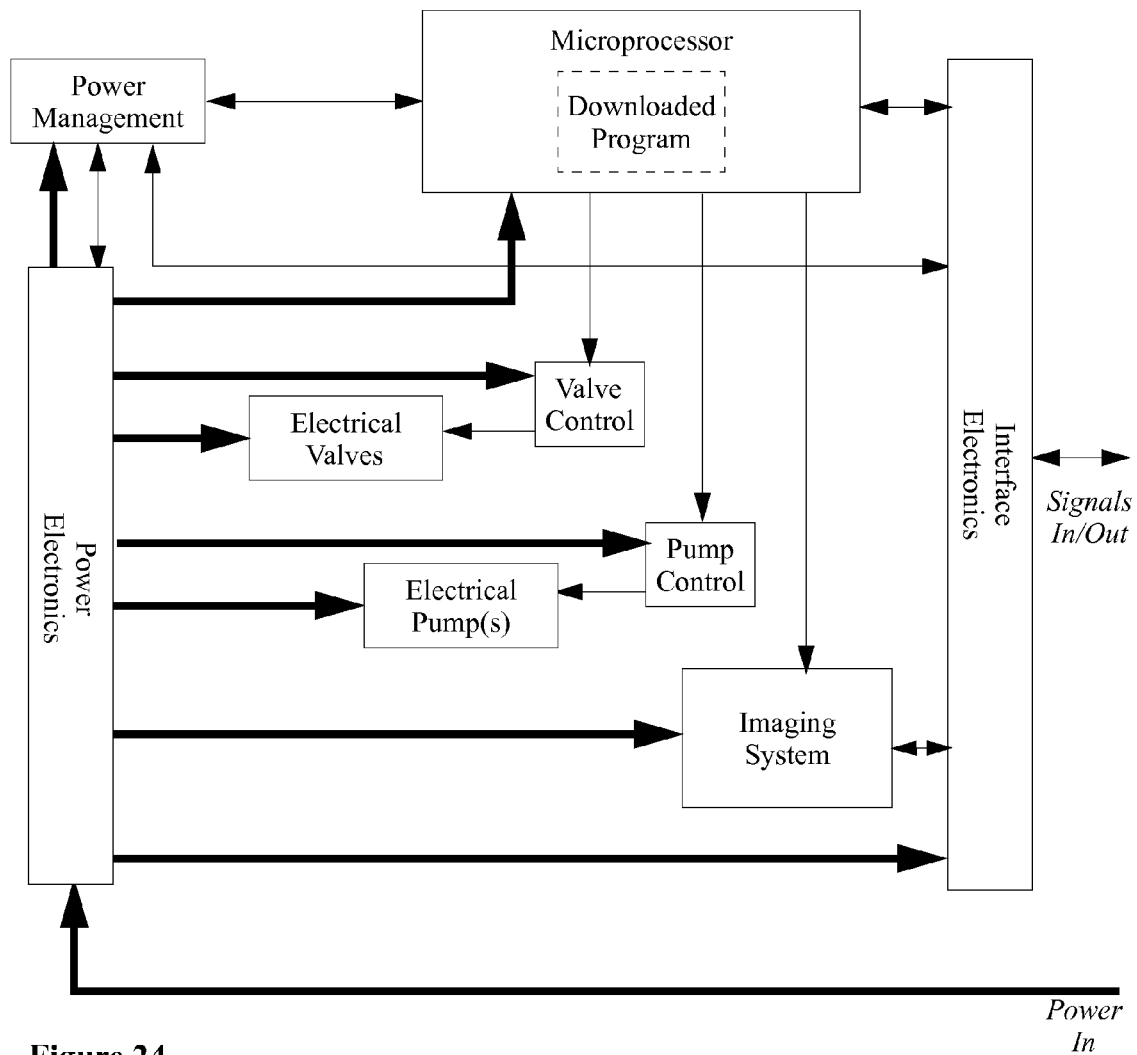 Microprocessor
Power
Management
Downloaded
Program
Valve
Control
Electrical
Valves
Interface
Electronics
Signals
In/Out
Power
Electronics
Pump
Control
Electrical
Pump(s)
Imaging
System
Power
In
Figure 24